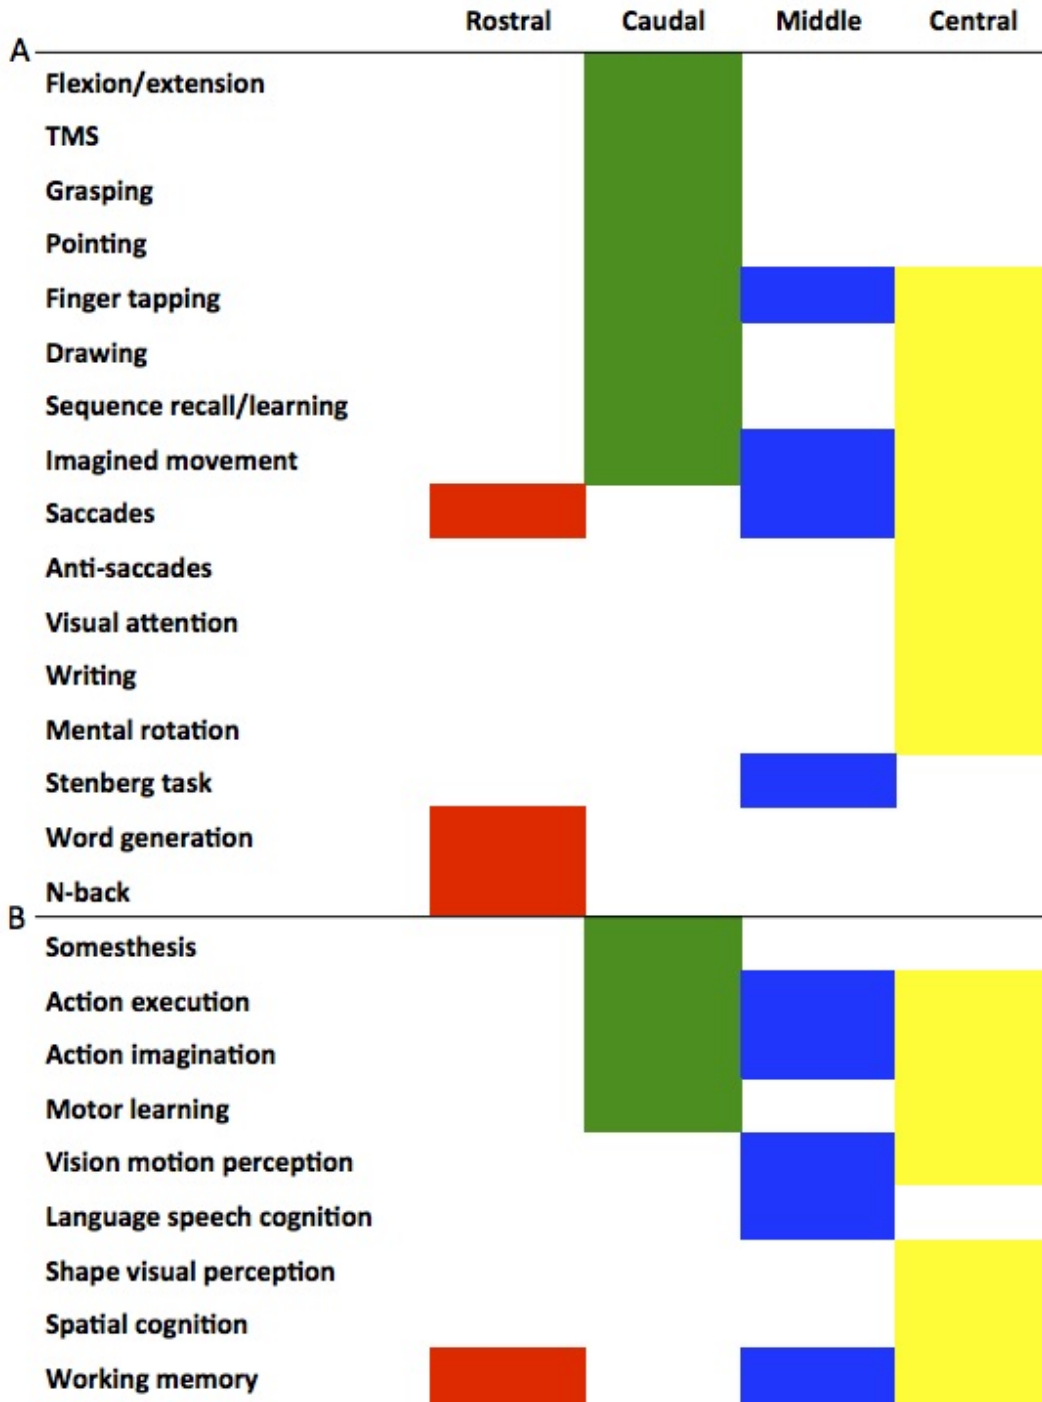 Rostral Caudal Middle Central
A
Flexion/extension
TMS
Grasping
Pointing
Finger tapping
Drawing
Sequence recall/learning
Imagined movement
Saccades
Anti-saccades
Visual attention
Writing
Mental rotation
Stenberg task
Word generation
N-back
B
Somesthesis
Action execution
Action imagination
Motor learning
Vision motion perception
Language speech cognition
Shape visual perception
Spatial cognition
Working memory